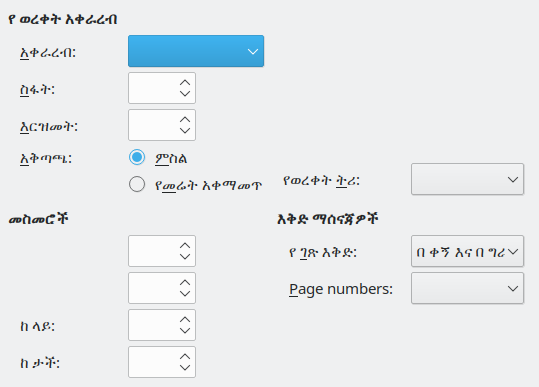 የ ወረቀት አቀራረብ
አቀራረብ:
ስፋት:
እርዝመት:
አቅጣጫ:
ምስል
የመሬት አቀማመጥ
የወረቀት ትሪ:
መስመሮች
እቅድ ማሰናጃዎች
የ ገጽ እቅድ:
በ ቀኝ እና በ ግራ
Page numbers:
ከ ላይ:
ከ ታች: